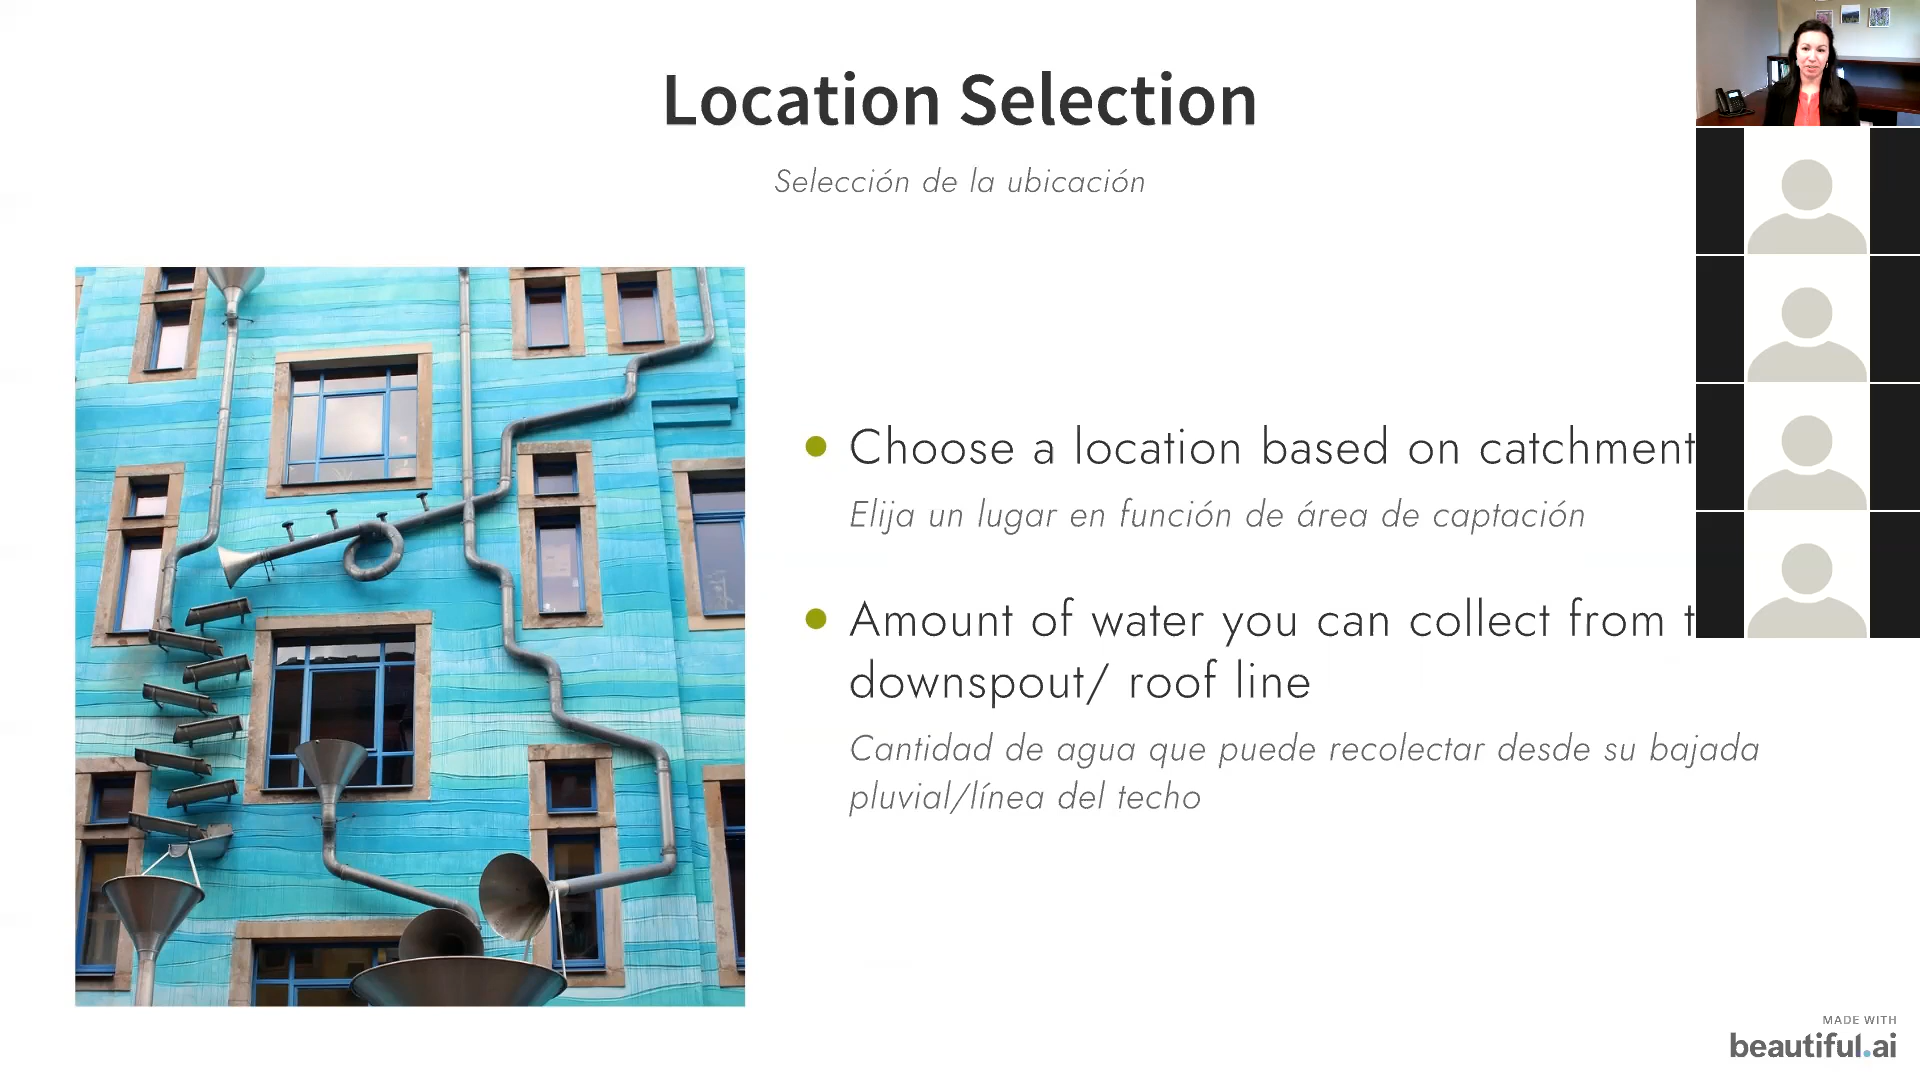 Location Selection
Selección de la ubicación
Choose a location based on catchment
Elija un lugar en función de área de captación
Amount of water you can collect from
downspout/ roof line
Cantidad de agua que puede recolectar desde su bajada
pluvial/línea del techo
MADE WITH
beautiful.ai